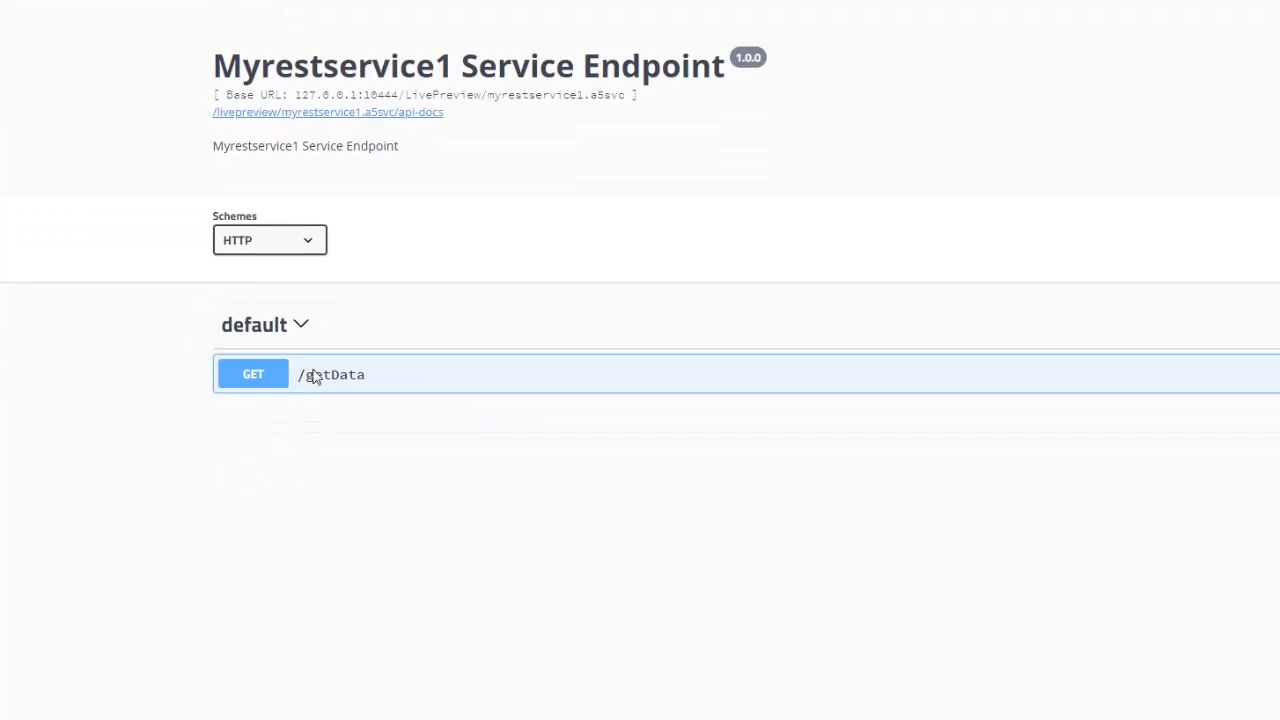 Myrestservice1 Service Endpoint 1.0.0
[ Base URL: 127.0.0.1:10444/LivePreview/myrestservice1.a5svc ]
/livepreview/myrestservice1.a5svc/api-docs
Myrestservice1 Service Endpoint
Schemes
HTTP
default
GET /getData